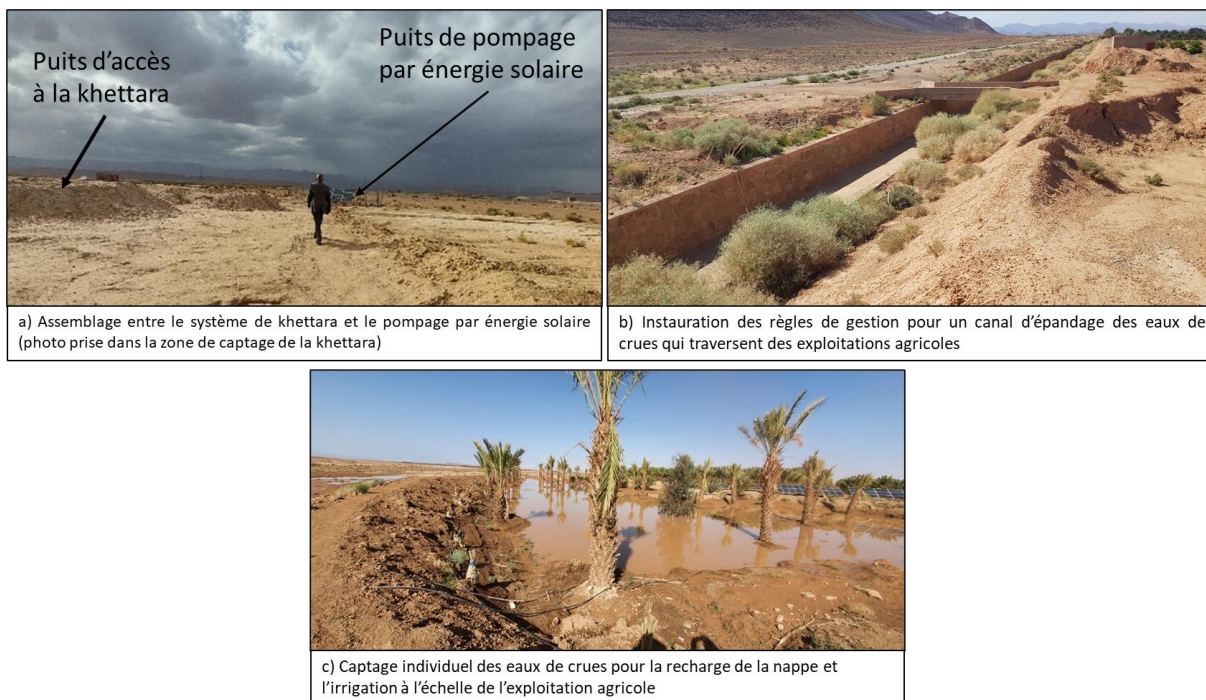 Puits d'accès
à la khettara
Puits de pompage
par énergie solaire
a) Assemblage entre le système de khettara et le pompage par énergie solaire
(photo prise dans la zone de captage de la khettara)
b) Instauration des règles de gestion pour un canal d'épandage des eaux de
crues qui traversent des exploitations agricoles
c) Captage individuel des eaux de crues pour la recharge de la nappe et
l'irrigation à l'échelle de l'exploitation agricole